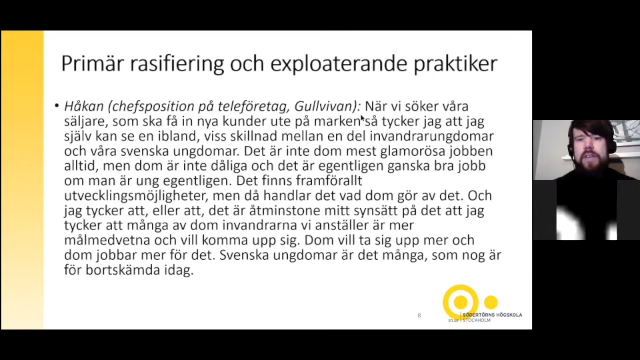 Primär rasifiering och exploaterande praktiker
• Håkan (chefsposition på teleföretag, Gullvivan): När vi söker våra
säljare, som ska få in nya kunder ute på marken så tycker jag att jag
själv kan se en ibland, viss skillnad mellan en del invandrarungdomar
och våra svenska ungdomar. Det är inte dom mest glamorösa jobben
alltid, men dom är inte dåliga och det är egentligen ganska bra jobb
om man är ung egentligen. Det finns framförallt
utvecklingsmöjligheter, men då handlar det vad dom gör av det. Och
jag tycker att, eller att, det är åtminstone mitt synsätt på det att jag
tycker att många av dom invandrarna vi anställer är mer
målmedvetna och vill komma upp sig. Dom vill ta sig upp mer och
dom jobbar mer för det. Svenska ungdomar är det många, som nog är
för bortskämda idag.
8
SÖDERTÖRNS HÖGSKOLA
STOCKHOLM